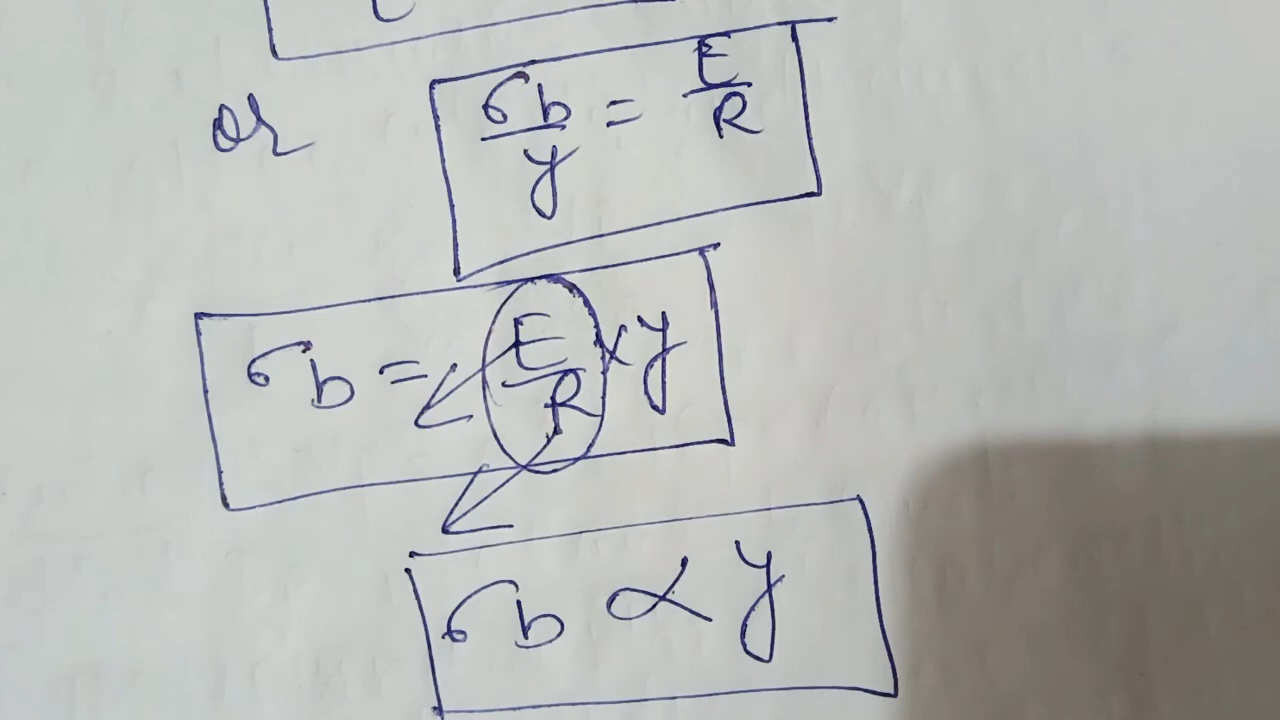 or σb/y = E/R
σb = E/R × y
σb ∝ y